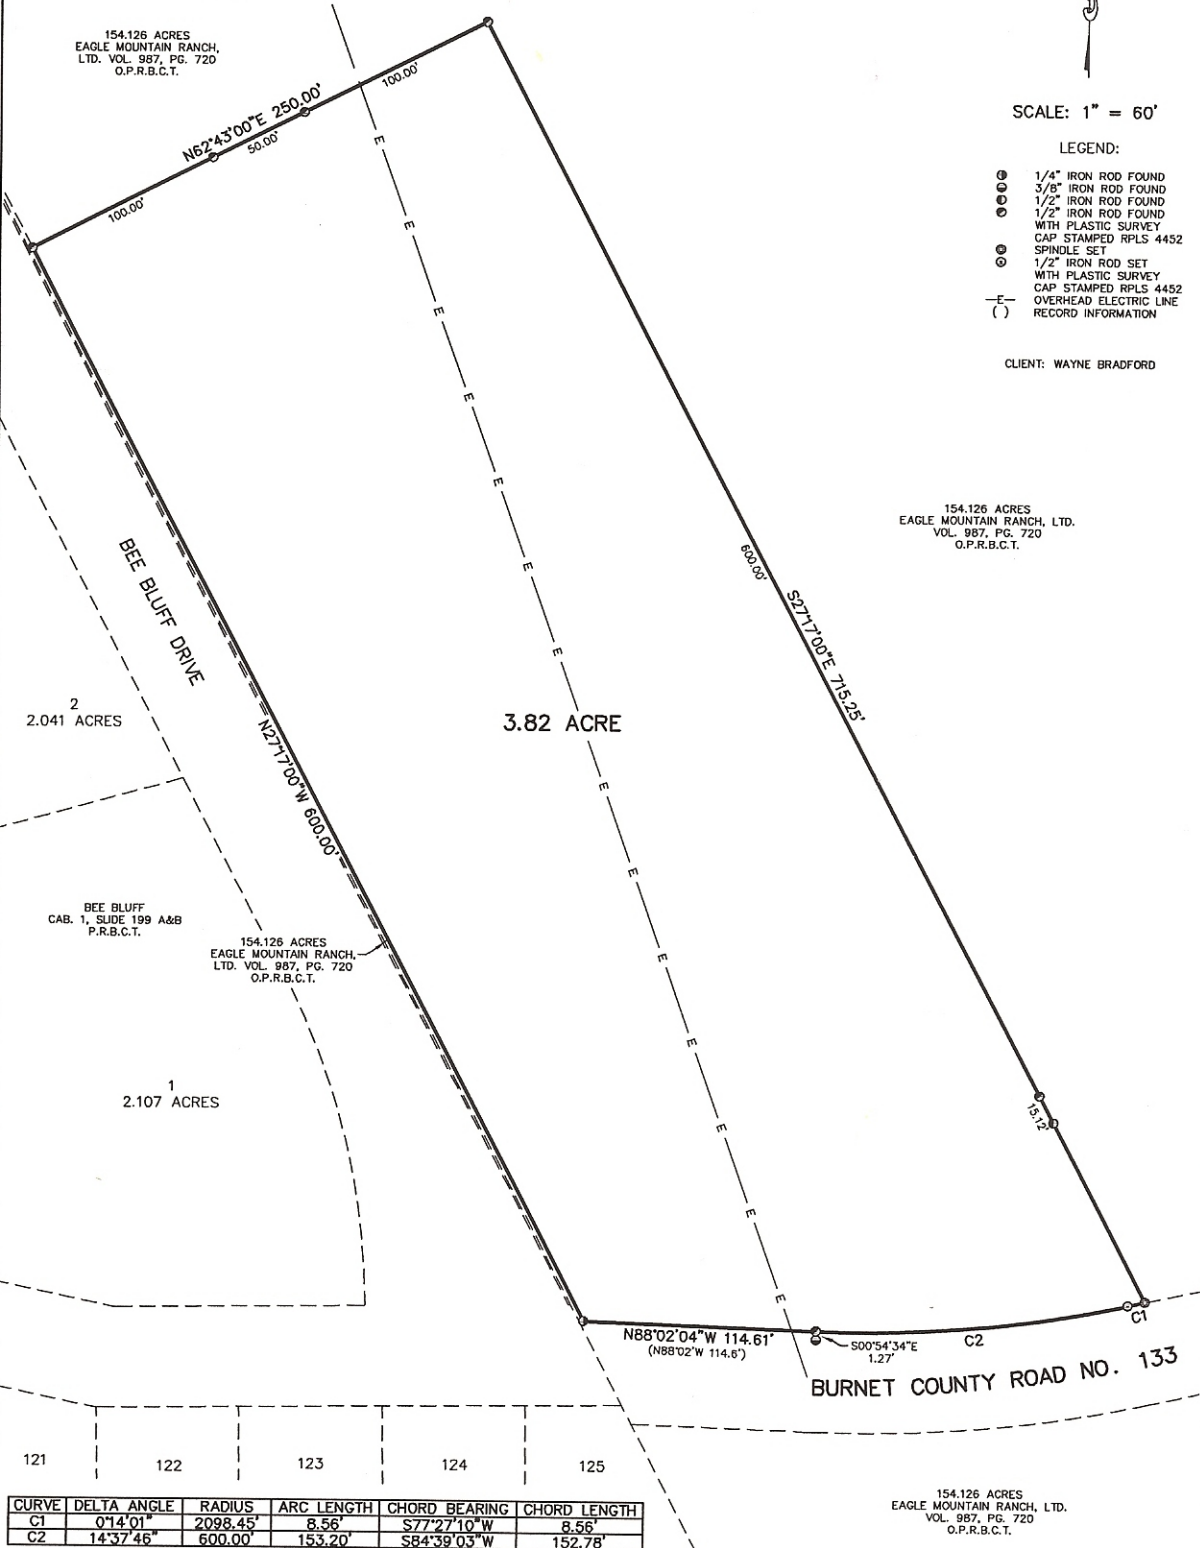 154.126 ACRES
EAGLE MOUNTAIN RANCH,
LTD. VOL. 987, PG. 720
O.P.R.B.C.T.
N62°43'00"E 250.00'
100.00'
50.00'
100.00'
SCALE: 1" = 60'
LEGEND:
1/4" IRON ROD FOUND
3/8" IRON ROD FOUND
1/2" IRON ROD FOUND
1/2" IRON ROD FOUND
WITH PLASTIC SURVEY
CAP STAMPED RPLS 4452
SPINDLE SET
1/2" IRON ROD SET
WITH PLASTIC SURVEY
CAP STAMPED RPLS 4452
—E— OVERHEAD ELECTRIC LINE
( ) RECORD INFORMATION
CLIENT: WAYNE BRADFORD
E
E
E
E
E
E
E
E
E
E
E
E
E
E
154.126 ACRES
EAGLE MOUNTAIN RANCH, LTD.
VOL. 987, PG. 720
O.P.R.B.C.T.
600.00'
S27°17'00"E 715.25'
BEE BLUFF DRIVE
2
2.041 ACRES
3.82 ACRE
N27°17'00"W 600.00'
BEE BLUFF
CAB. 1, SLIDE 199 A&B
P.R.B.C.T.
154.126 ACRES
EAGLE MOUNTAIN RANCH,
LTD. VOL. 987, PG. 720
O.P.R.B.C.T.
1
2.107 ACRES
15.12'
N88°02'04"W 114.61'
(N88°02'W 114.6')
S00°54'34"E
1.27'
C2
C1
BURNET COUNTY ROAD NO. 133
121
122
123
124
125
154.126 ACRES
EAGLE MOUNTAIN RANCH, LTD.
VOL. 987, PG. 720
O.P.R.B.C.T.
CURVE DELTA ANGLE RADIUS ARC LENGTH CHORD BEARING CHORD LENGTH
C1 0°14'01" 2098.45' 8.56' S77°27'10"W 8.56'
C2 14°37'46" 600.00' 153.20' S84°39'03"W 152.78'